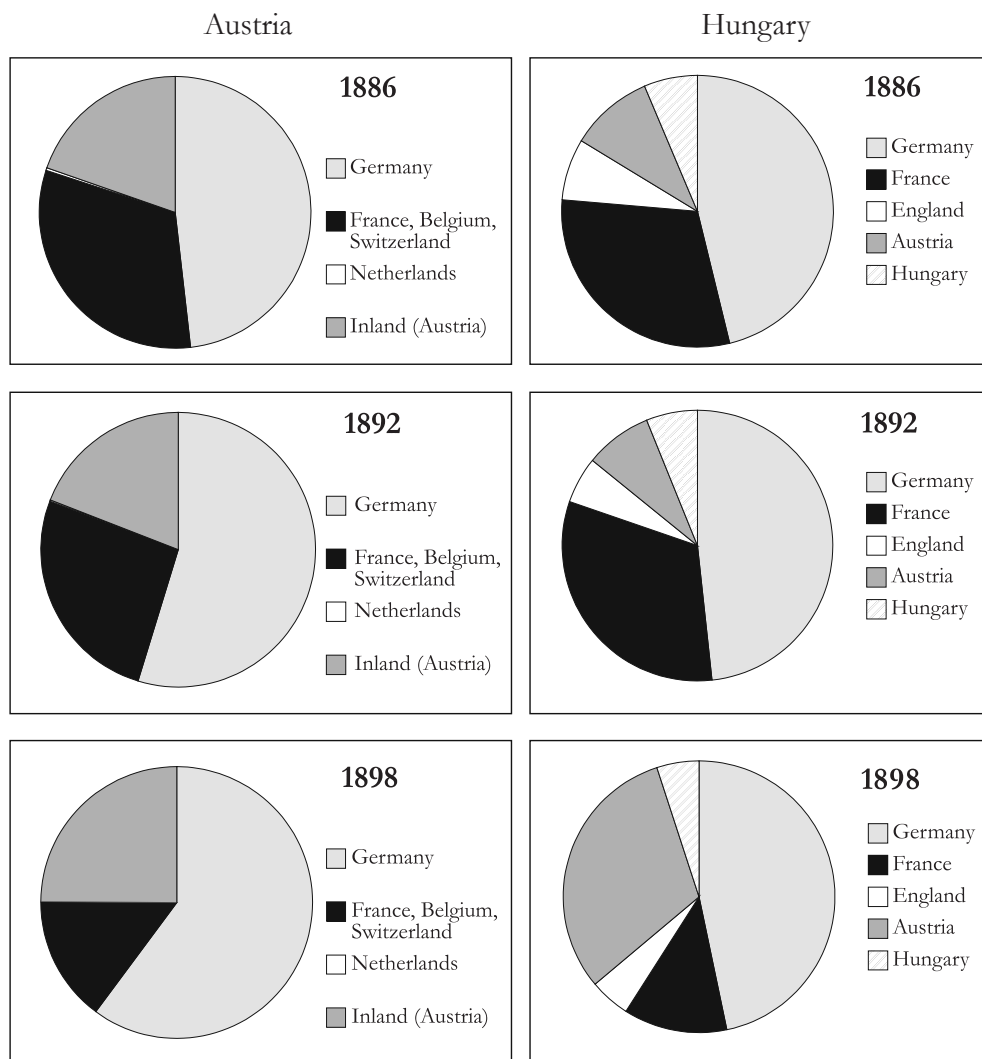 Austria
Hungary
1886
Germany
France, Belgium,
Switzerland
Netherlands
Inland (Austria)
1886
Germany
France
England
Austria
Hungary
1892
Germany
France, Belgium,
Switzerland
Netherlands
Inland (Austria)
1892
Germany
France
England
Austria
Hungary
1898
Germany
France, Belgium,
Switzerland
Netherlands
Inland (Austria)
1898
Germany
France
England
Austria
Hungary